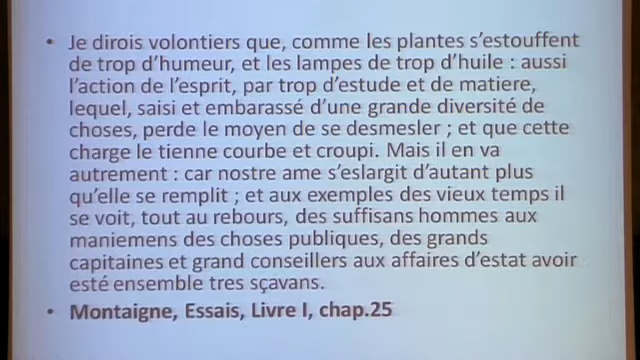 • Je dirois volontiers que, comme les plantes s'estouffent
de trop d'humeur, et les lampes de trop d'huile : aussi
l'action de l'esprit, par trop d'estude et de matiere,
lequel, saisi et embarassé d'une grande diversité de
choses, perde le moyen de se desmesler ; et que cette
charge le tienne courbe et croupi. Mais il en va
autrement : car nostre ame s'eslargit d'autant plus
qu'elle se remplit ; et aux exemples des vieux temps il
se voit, tout au rebours, des suffisans hommes aux
maniemens des choses publiques, des grands
capitaines et grand conseillers aux affaires d'estat avoir
esté ensemble tres sçavans.
• Montaigne, Essais, Livre I, chap.25